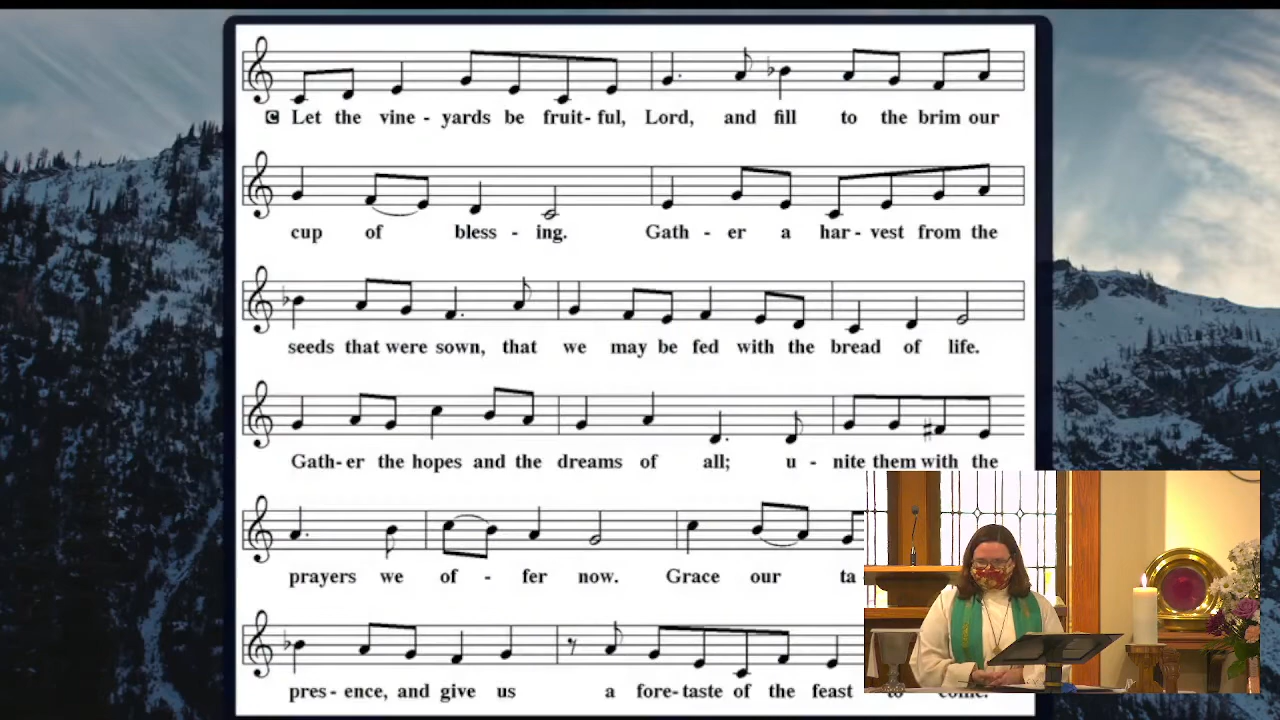 C Let the vine - yards be fruit - ful, Lord, and fill to the brim our
cup of bless - ing. Gath - er a har - vest from the
seeds that were sown, that we may be fed with the bread of life.
Gath - er the hopes and the dreams of all; u - nite them with the
prayers we of - fer now. Grace our ta
pres - ence, and give us a fore - taste of the feast to come.